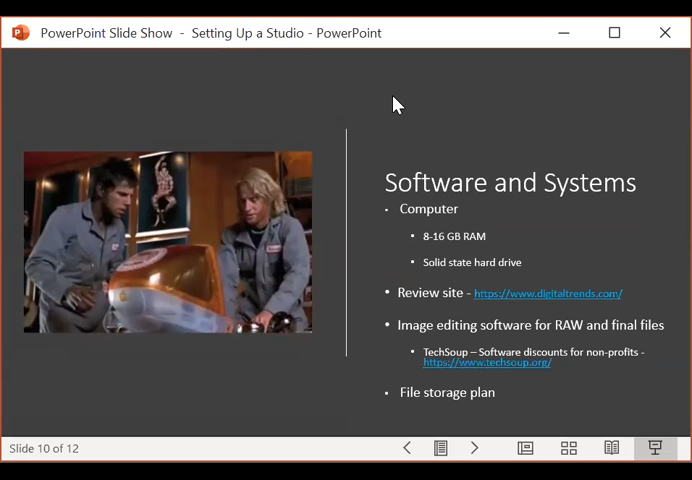 PowerPoint Slide Show - Setting Up a Studio - PowerPoint
Software and Systems
• Computer
• 8-16 GB RAM
• Solid state hard drive
• Review site - https://www.digitaltrends.com/
• Image editing software for RAW and final files
• TechSoup – Software discounts for non-profits -
https://www.techsoup.org/
• File storage plan
Slide 10 of 12